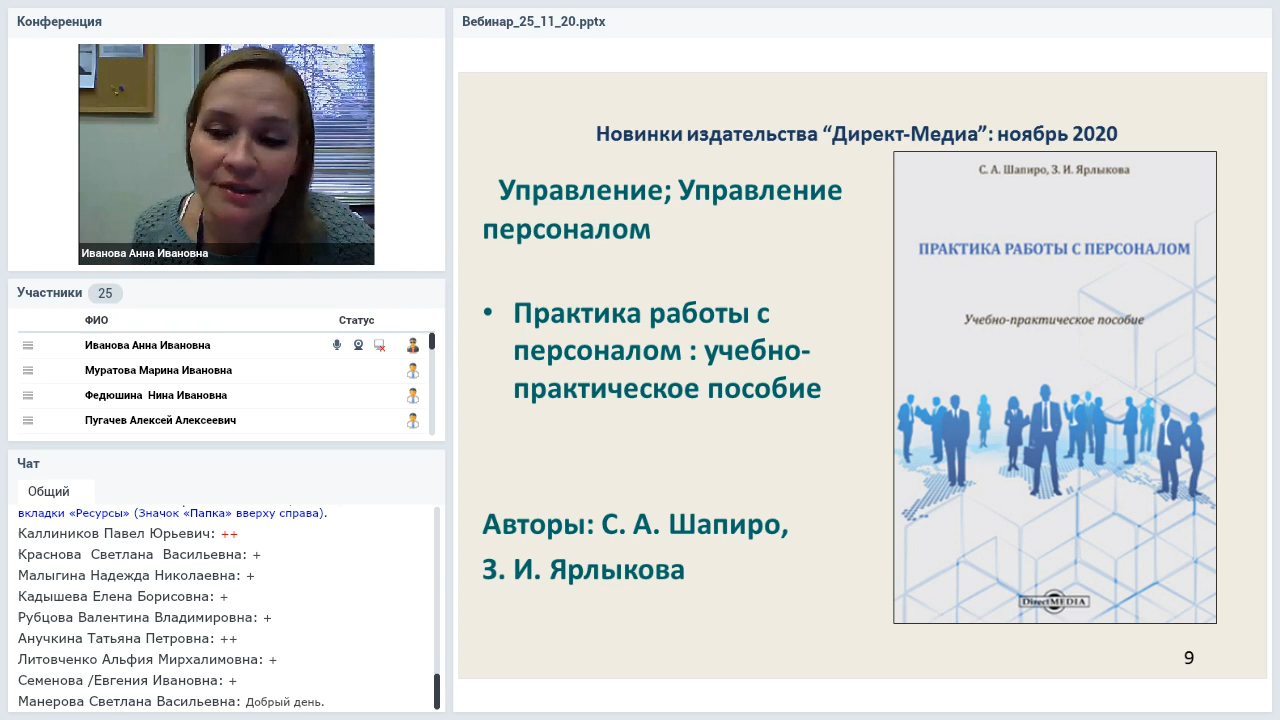 Конференция
Иванова Анна Ивановна
Участники 25
ФИО Статус
Иванова Анна Ивановна
Муратова Марина Ивановна
Федюшина Нина Ивановна
Пугачев Алексей Алексеевич
Чат
Общий
вкладки «Ресурсы» (Значок «Папка» вверху справа).
Каллиников Павел Юрьевич: ++
Краснова Светлана Васильевна: +
Малыгина Надежда Николаевна: +
Кадышева Елена Борисовна: +
Рубцова Валентина Владимировна: +
Анучкина Татьяна Петровна: ++
Литовченко Альфия Мирхалимовна: +
Семенова /Евгения Ивановна: +
Манерова Светлана Васильевна: Добрый день.
Вебинар_25_11_20.pptx
Новинки издательства “Директ-Медиа”: ноябрь 2020
Управление; Управление
персоналом
• Практика работы с
персоналом : учебно-
практическое пособие
Авторы: С. А. Шапиро,
З. И. Ярлыкова
С. А. Шапиро, З. И. Ярлыкова
ПРАКТИКА РАБОТЫ С ПЕРСОНАЛОМ
Учебно-практическое пособие
DirectMEDIA
9